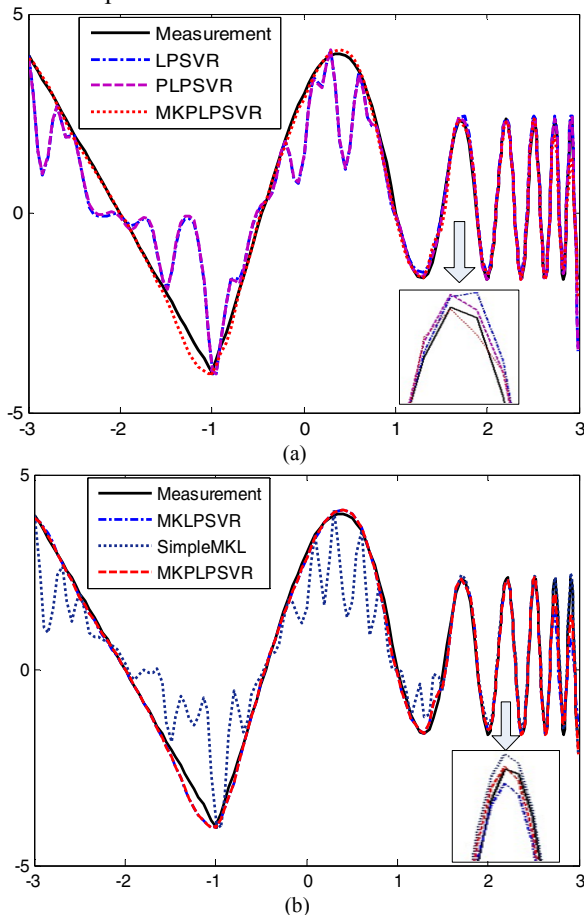 5
Measurement
LPSVR
PLPSVR
MKPLPSVR
0
-5
-3 -2 -1 0 1 2 3
(a)
5
Measurement
MKLPSVR
SimpleMKL
MKPLPSVR
0
-5
-3 -2 -1 0 1 2 3
(b)